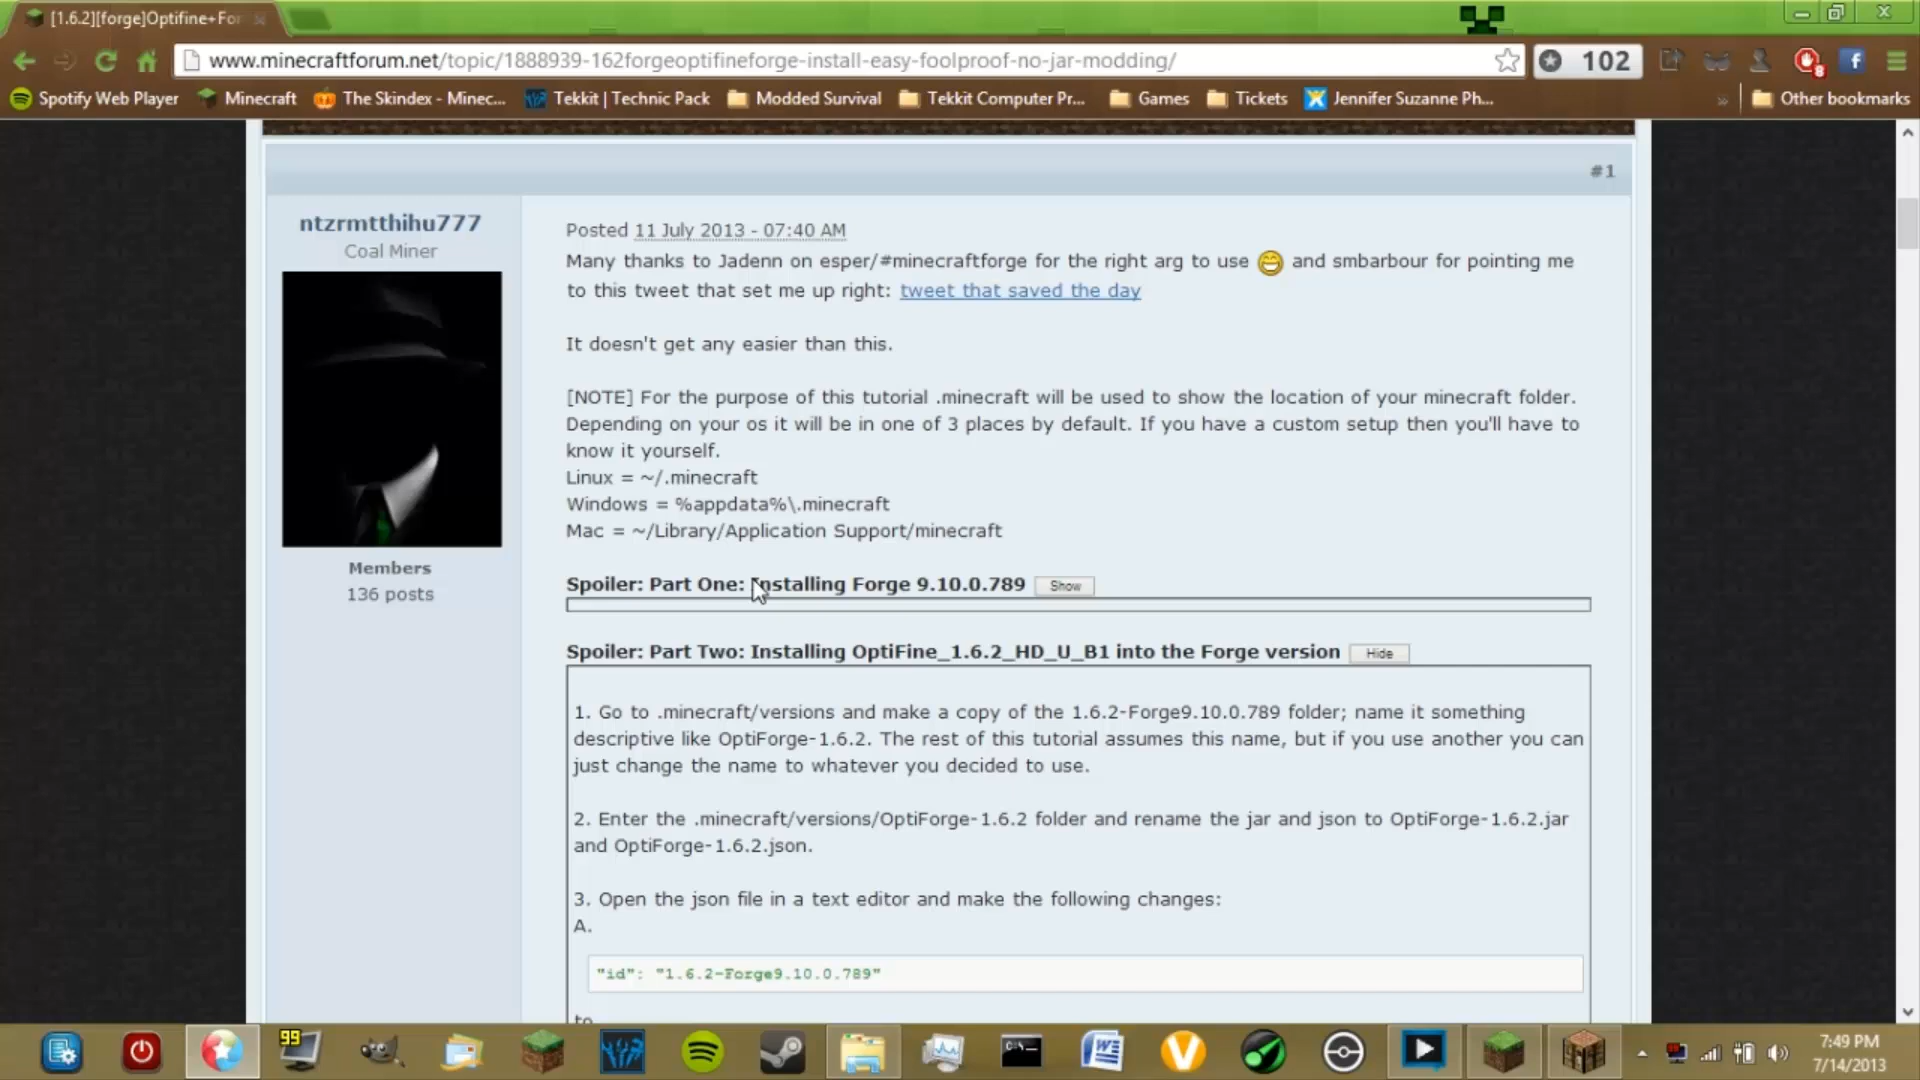 [1.6.2][forge]Optifine+For
www.minecraftforum.net/topic/1888939-162forgeoptifineforge-install-easy-foolproof-no-jar-modding/
102
8
f
Spotify Web Player
Minecraft
The Skindex - Minec...
Tekkit | Technic Pack
Modded Survival
Tekkit Computer Pr...
Games
Tickets
Jennifer Suzanne Ph...
»
Other bookmarks
#1
ntzrmtthihu777
Coal Miner
Members
136 posts
Posted 11 July 2013 - 07:40 AM
Many thanks to Jadenn on esper/#minecraftforge for the right arg to use and smbarbour for pointing me
to this tweet that set me up right: tweet that saved the day
It doesn't get any easier than this.
[NOTE] For the purpose of this tutorial .minecraft will be used to show the location of your minecraft folder.
Depending on your os it will be in one of 3 places by default. If you have a custom setup then you'll have to
know it yourself.
Linux = ~/.minecraft
Windows = %appdata%\.minecraft
Mac = ~/Library/Application Support/minecraft
Spoiler: Part One: Installing Forge 9.10.0.789 Show
Spoiler: Part Two: Installing OptiFine_1.6.2_HD_U_B1 into the Forge version Hide
1. Go to .minecraft/versions and make a copy of the 1.6.2-Forge9.10.0.789 folder; name it something
descriptive like OptiForge-1.6.2. The rest of this tutorial assumes this name, but if you use another you can
just change the name to whatever you decided to use.
2. Enter the .minecraft/versions/OptiForge-1.6.2 folder and rename the jar and json to OptiForge-1.6.2.jar
and OptiForge-1.6.2.json.
3. Open the json file in a text editor and make the following changes:
A.
"id": "1.6.2-Forge9.10.0.789"
to
99
7:49 PM
7/14/2013